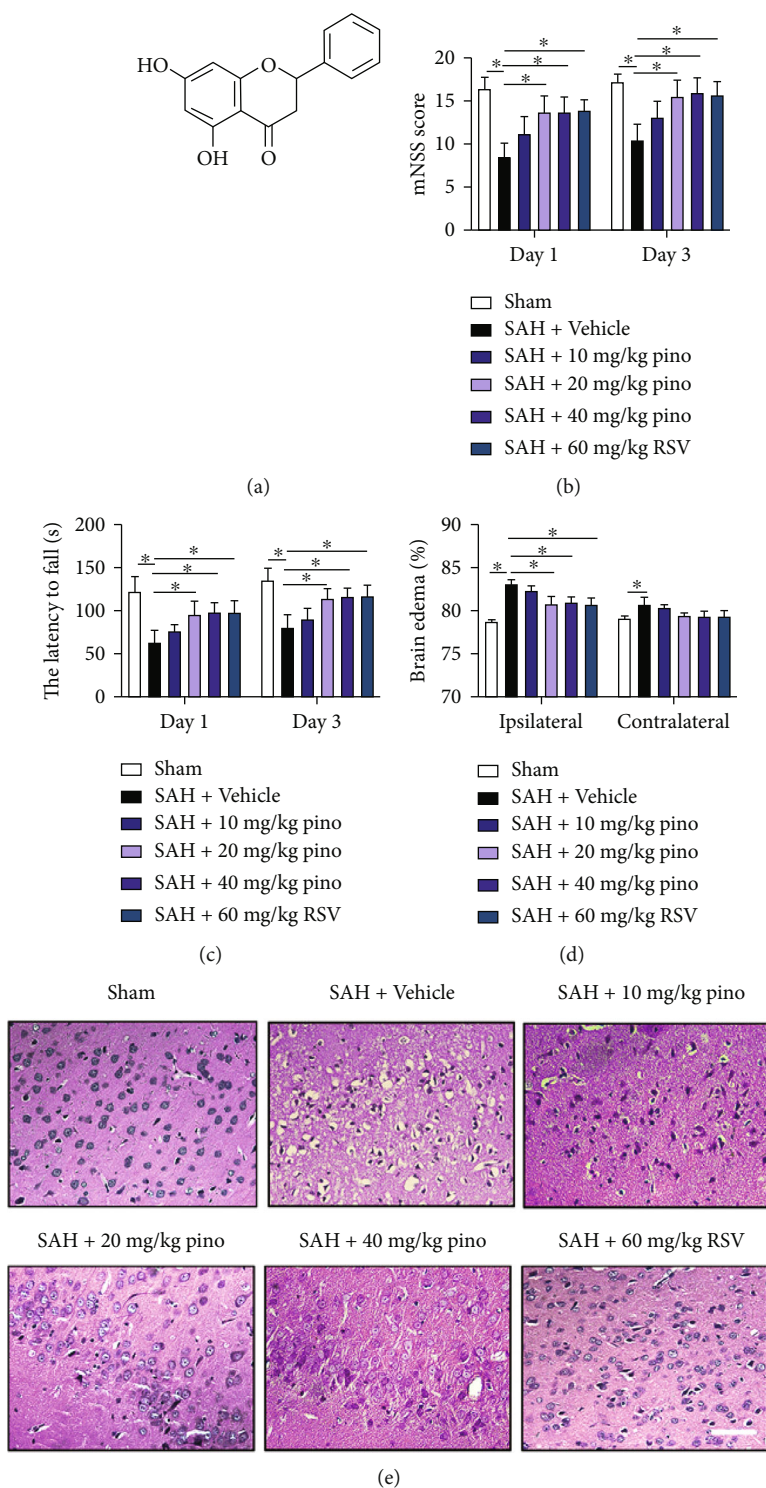 HO
O
OH
O
(a)
mNSS score
20
15
10
5
0
* * * *
* * * *
Day 1
Day 3
Sham
SAH + Vehicle
SAH + 10 mg/kg pino
SAH + 20 mg/kg pino
SAH + 40 mg/kg pino
SAH + 60 mg/kg RSV
(b)
The latency to fall (s)
200
150
100
50
0
* * * *
* * * *
Day 1
Day 3
Sham
SAH + Vehicle
SAH + 10 mg/kg pino
SAH + 20 mg/kg pino
SAH + 40 mg/kg pino
SAH + 60 mg/kg RSV
(c)
Brain edema (%)
90
85
80
75
70
* * * *
*
Ipsilateral
Contralateral
Sham
SAH + Vehicle
SAH + 10 mg/kg pino
SAH + 20 mg/kg pino
SAH + 40 mg/kg pino
SAH + 60 mg/kg RSV
(d)
Sham
SAH + Vehicle
SAH + 10 mg/kg pino
SAH + 20 mg/kg pino
SAH + 40 mg/kg pino
SAH + 60 mg/kg RSV
(e)